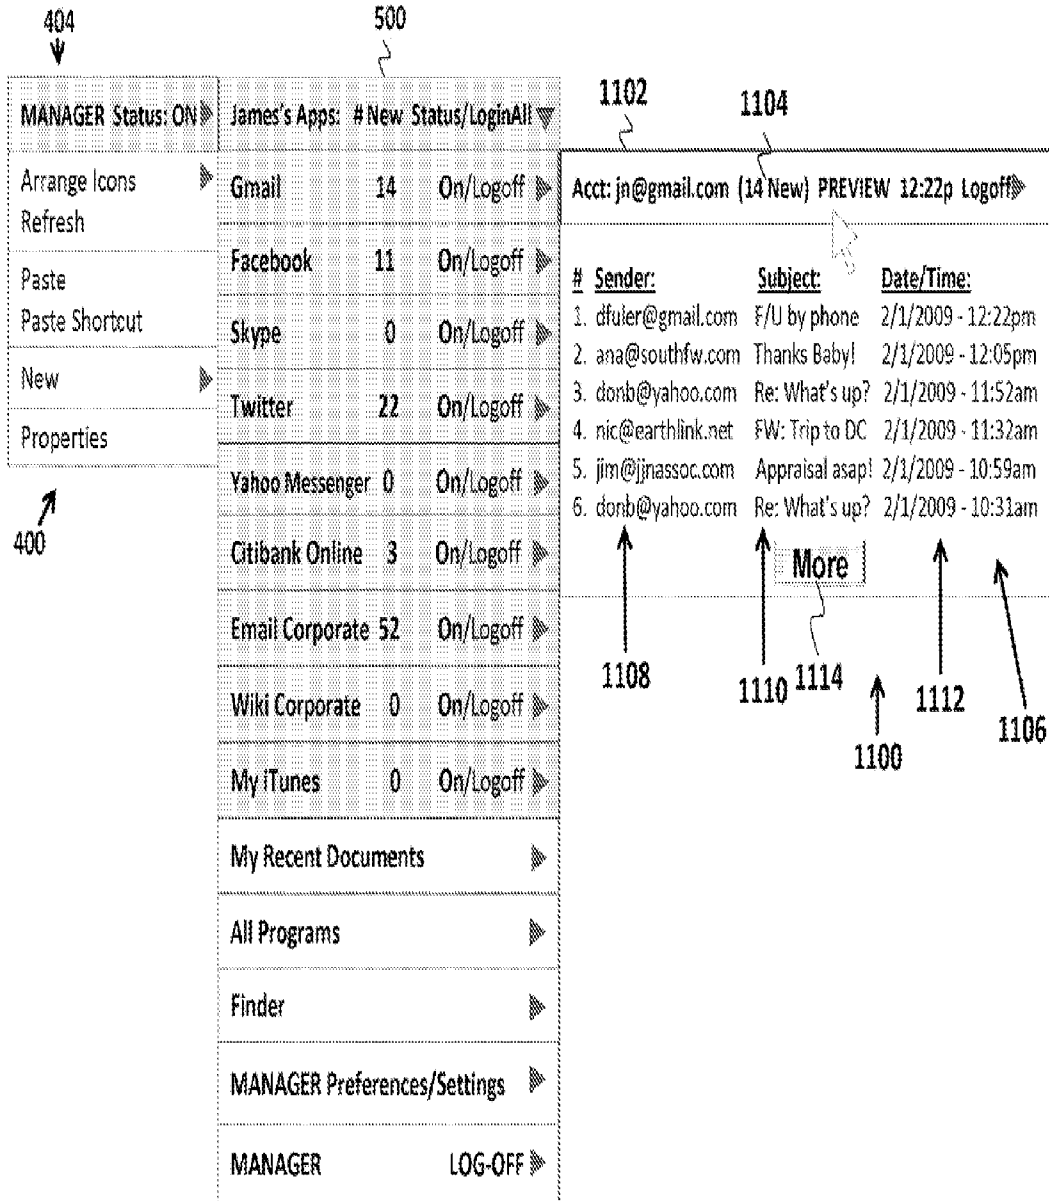 404
500
MANAGER Status: ON
Arrange Icons
Refresh
Paste
Paste Shortcut
New
Properties
400
James's Apps: # New Status/LoginAll
Gmail 14 On/Logoff
Facebook 11 On/Logoff
Skype 0 On/Logoff
Twitter 22 On/Logoff
Yahoo Messenger 0 On/Logoff
Citibank Online 3 On/Logoff
Email Corporate 52 On/Logoff
Wiki Corporate 0 On/Logoff
My iTunes 0 On/Logoff
My Recent Documents
All Programs
Finder
MANAGER Preferences/Settings
MANAGER LOG-OFF
1102
1104
Acct: jn@gmail.com (14 New) PREVIEW 12:22p Logoff
# Sender: Subject: Date/Time:
1. dfuler@gmail.com F/U by phone 2/1/2009 - 12:22pm
2. ana@southfw.com Thanks Baby! 2/1/2009 - 12:05pm
3. donb@yahoo.com Re: What's up? 2/1/2009 - 11:52am
4. nic@earthlink.net FW: Trip to DC 2/1/2009 - 11:32am
5. jim@jjnassoc.com Appraisal asap! 2/1/2009 - 10:59am
6. donb@yahoo.com Re: What's up? 2/1/2009 - 10:31am
More
1108
1110
1114
1112
1106
1100